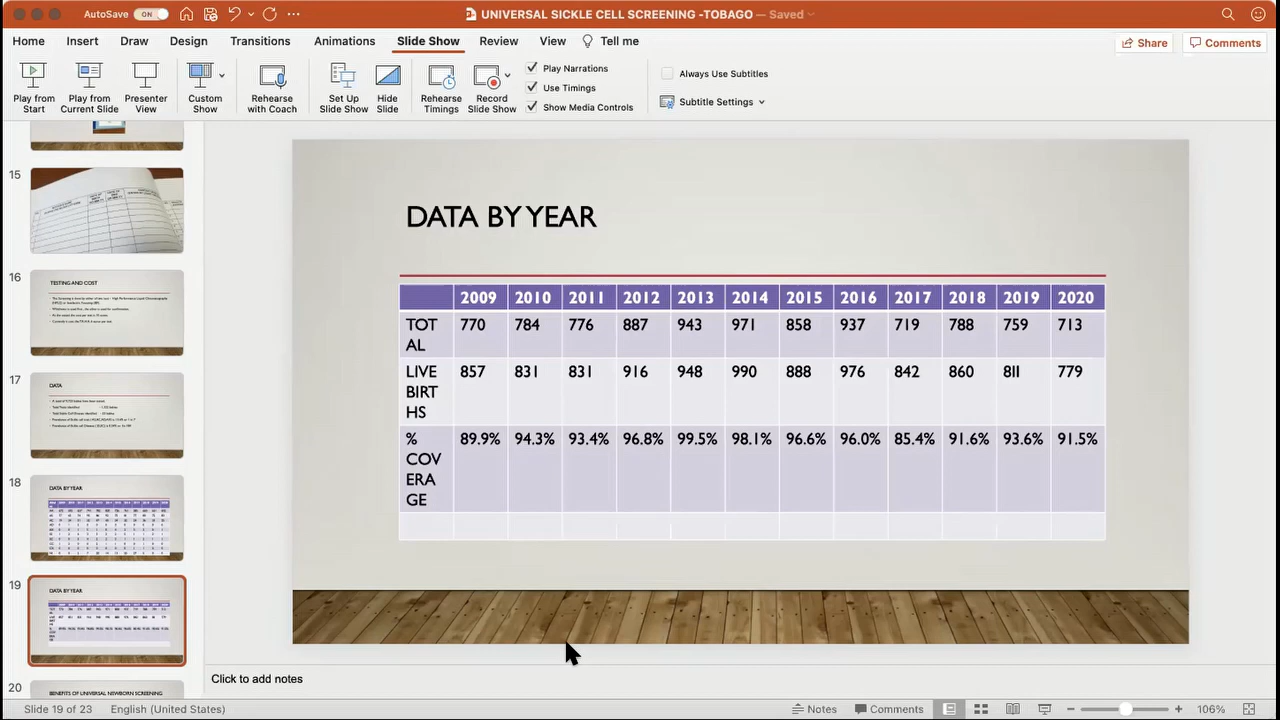 AutoSave ON UNIVERSAL SICKLE CELL SCREENING -TOBAGO — Saved
Home Insert Draw Design Transitions Animations Slide Show Review View Tell me Share Comments
Play from Start
Play from Current Slide
Presenter View
Custom Show
Rehearse with Coach
Set Up Slide Show
Hide Slide
Rehearse Timings
Record Slide Show
Play Narrations
Use Timings
Show Media Controls
Always Use Subtitles
Subtitle Settings
15
16
TESTING AND COST
17
DATA
18
DATA BY YEAR
19
DATA BY YEAR
20
BENEFITS OF UNIVERSAL NEWBORN SCREENING
DATA BY YEAR
2009 2010 2011 2012 2013 2014 2015 2016 2017 2018 2019 2020
TOT
AL
770 784 776 887 943 971 858 937 719 788 759 713
LIVE
BIRT
HS
857 831 831 916 948 990 888 976 842 860 811 779
%
COV
ERA
GE
89.9% 94.3% 93.4% 96.8% 99.5% 98.1% 96.6% 96.0% 85.4% 91.6% 93.6% 91.5%
Click to add notes
Slide 19 of 23 English (United States) Notes Comments 106%